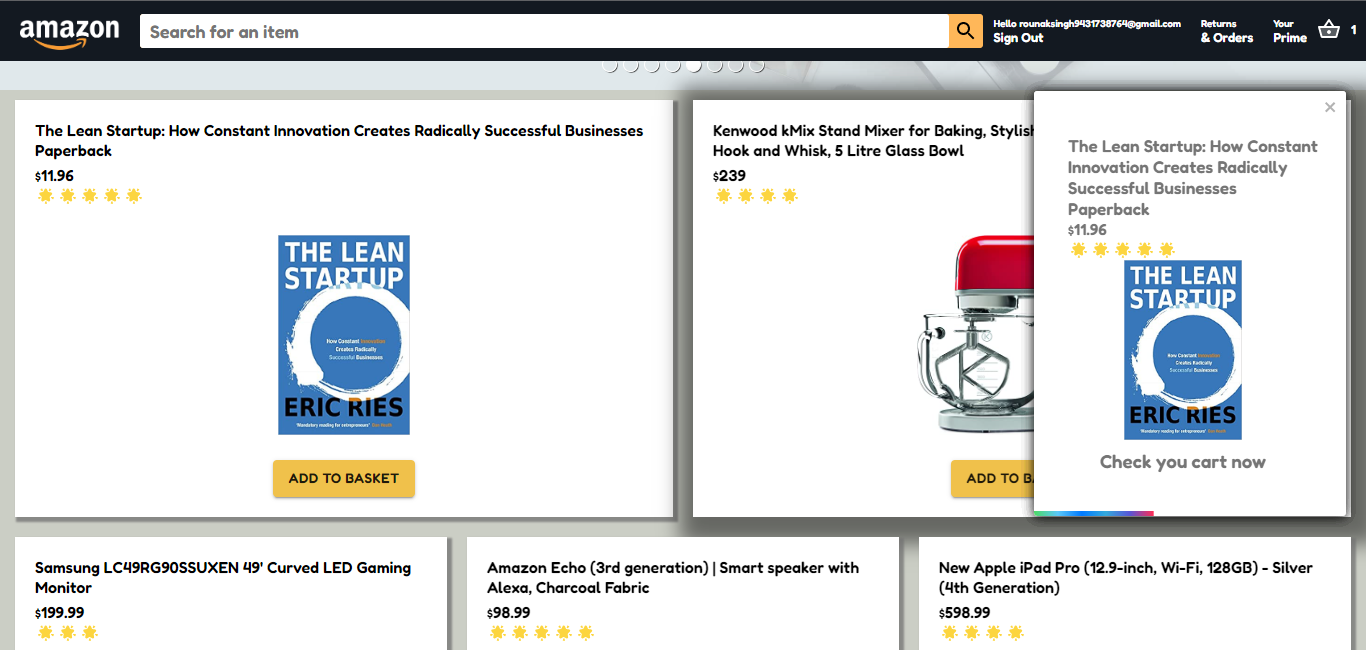 amazon
Search for an item
Hello rounaksingh9431738764@gmail.com
Sign Out
Returns
& Orders
Your
Prime
1
The Lean Startup: How Constant Innovation Creates Radically Successful Businesses
Paperback
$11.96
THE LEAN
STARTUP
How Constant Innovation
Creates Radically
Successful Businesses
ERIC RIES
'Mandatory reading for entrepreneurs'
ADD TO BASKET
Kenwood kMix Stand Mixer for Baking, Stylish
Hook and Whisk, 5 Litre Glass Bowl
$239
ADD TO B
×
The Lean Startup: How Constant
Innovation Creates Radically
Successful Businesses
Paperback
$11.96
THE LEAN
STARTUP
How Constant Innovation
Creates Radically
Successful Businesses
ERIC RIES
'Mandatory reading for entrepreneurs'
Check you cart now
Samsung LC49RG90SSUXEN 49' Curved LED Gaming
Monitor
$199.99
Amazon Echo (3rd generation) | Smart speaker with
Alexa, Charcoal Fabric
$98.99
New Apple iPad Pro (12.9-inch, Wi-Fi, 128GB) - Silver
(4th Generation)
$598.99